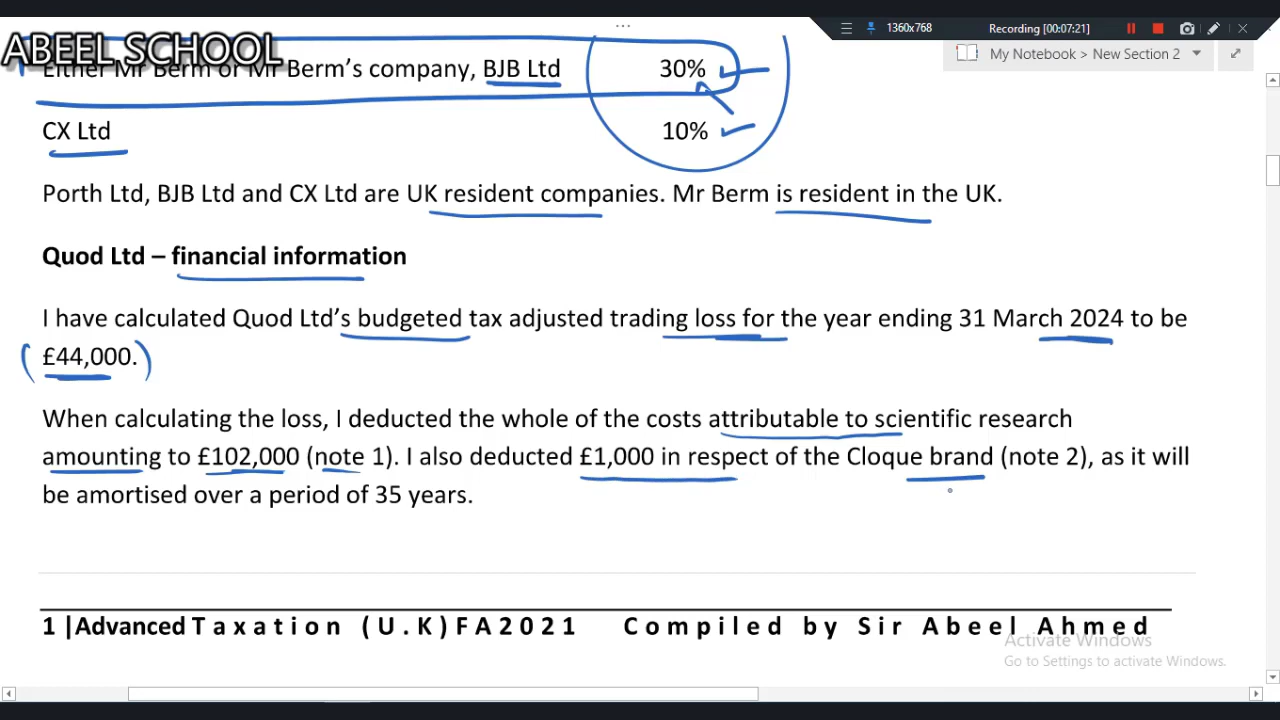 1360x768 Recording [00:07:21]
ABEEL SCHOOL
My Notebook > New Section 2
Either Mr Berm or Mr Berm's company, BJB Ltd 30%
CX Ltd 10%
Porth Ltd, BJB Ltd and CX Ltd are UK resident companies. Mr Berm is resident in the UK.
Quod Ltd – financial information
I have calculated Quod Ltd's budgeted tax adjusted trading loss for the year ending 31 March 2024 to be
£44,000.
When calculating the loss, I deducted the whole of the costs attributable to scientific research
amounting to £102,000 (note 1). I also deducted £1,000 in respect of the Cloque brand (note 2), as it will
be amortised over a period of 35 years.
1 |Advanced Taxation (U.K)FA2021 Compiled by Sir Abeel Ahmed
Activate Windows
Go to Settings to activate Windows.